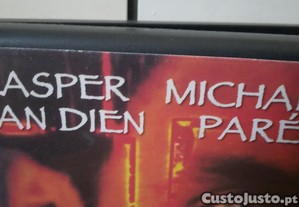 ASPER
AN DIEN
MICHA
PARÉ
CustoJusto.pt